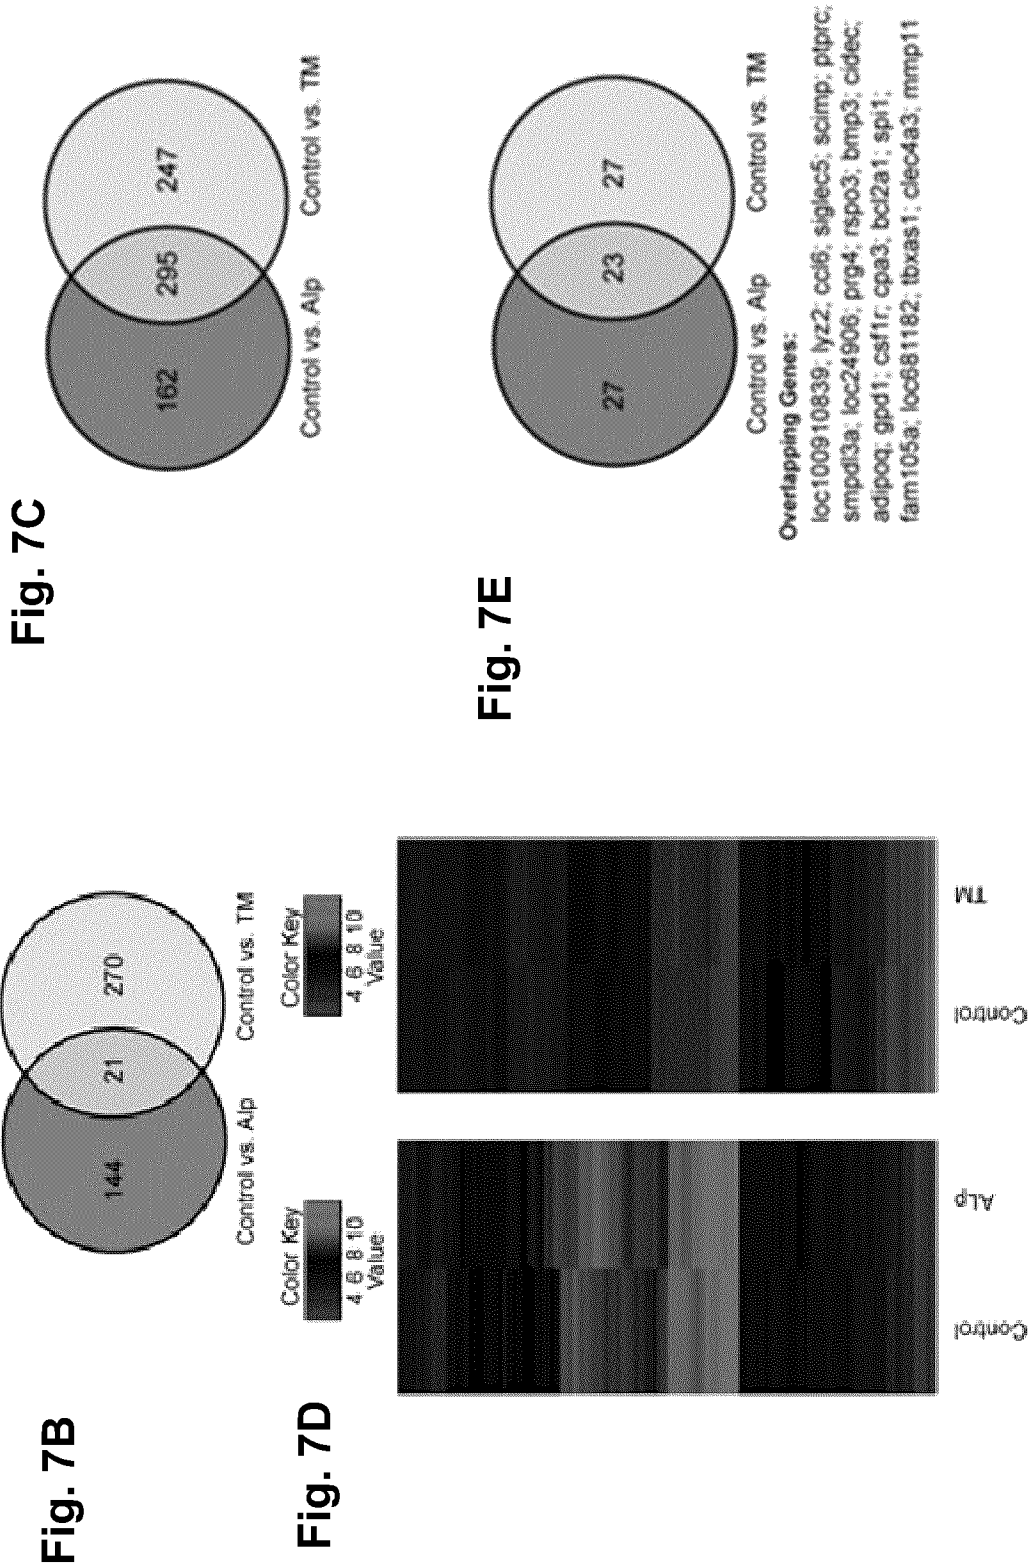 Fig. 7B
144
21
270
Control vs. Alp
Control vs. TM
Fig. 7C
162
295
247
Control vs. Alp
Control vs. TM
Fig. 7D
Color Key
4 6 8 10
Value
Control
ALp
Color Key
4 6 8 10
Value
Control
TM
Fig. 7E
27
23
27
Control vs. Alp
Control vs. TM
Overlapping Genes:
loc100910839; lyz2; ccl6; siglec5; scimp; ptprc;
smpdl3a; loc24906; prg4; rspo3; bmp3; cidec;
adipoq; gpd1; csf1r; cpa3; bcl2a1; spi1;
fam105a; loc681182; tbxas1; clec4a3; mmp11